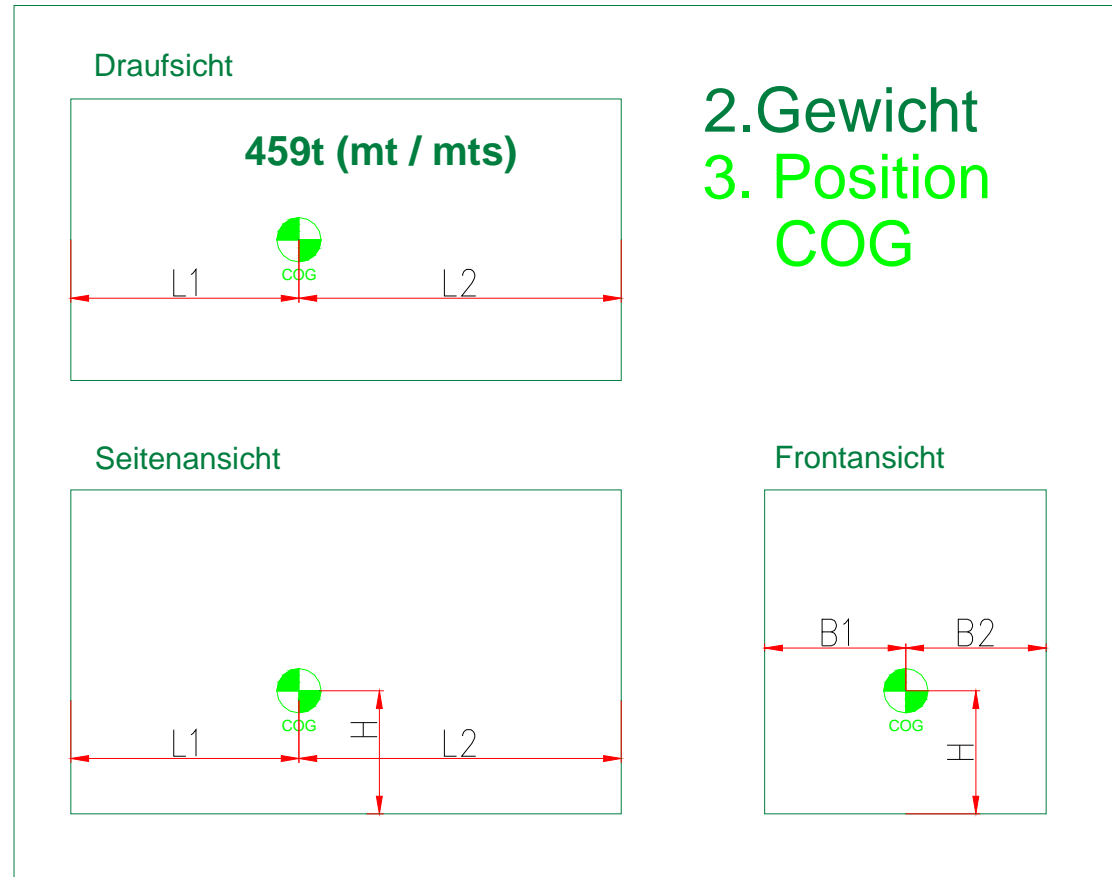 Draufsicht
459t (mt / mts)
COG
L1
L2
2.Gewicht
3. Position
COG
Seitenansicht
COG
H
L1
L2
Frontansicht
B1
B2
COG
H